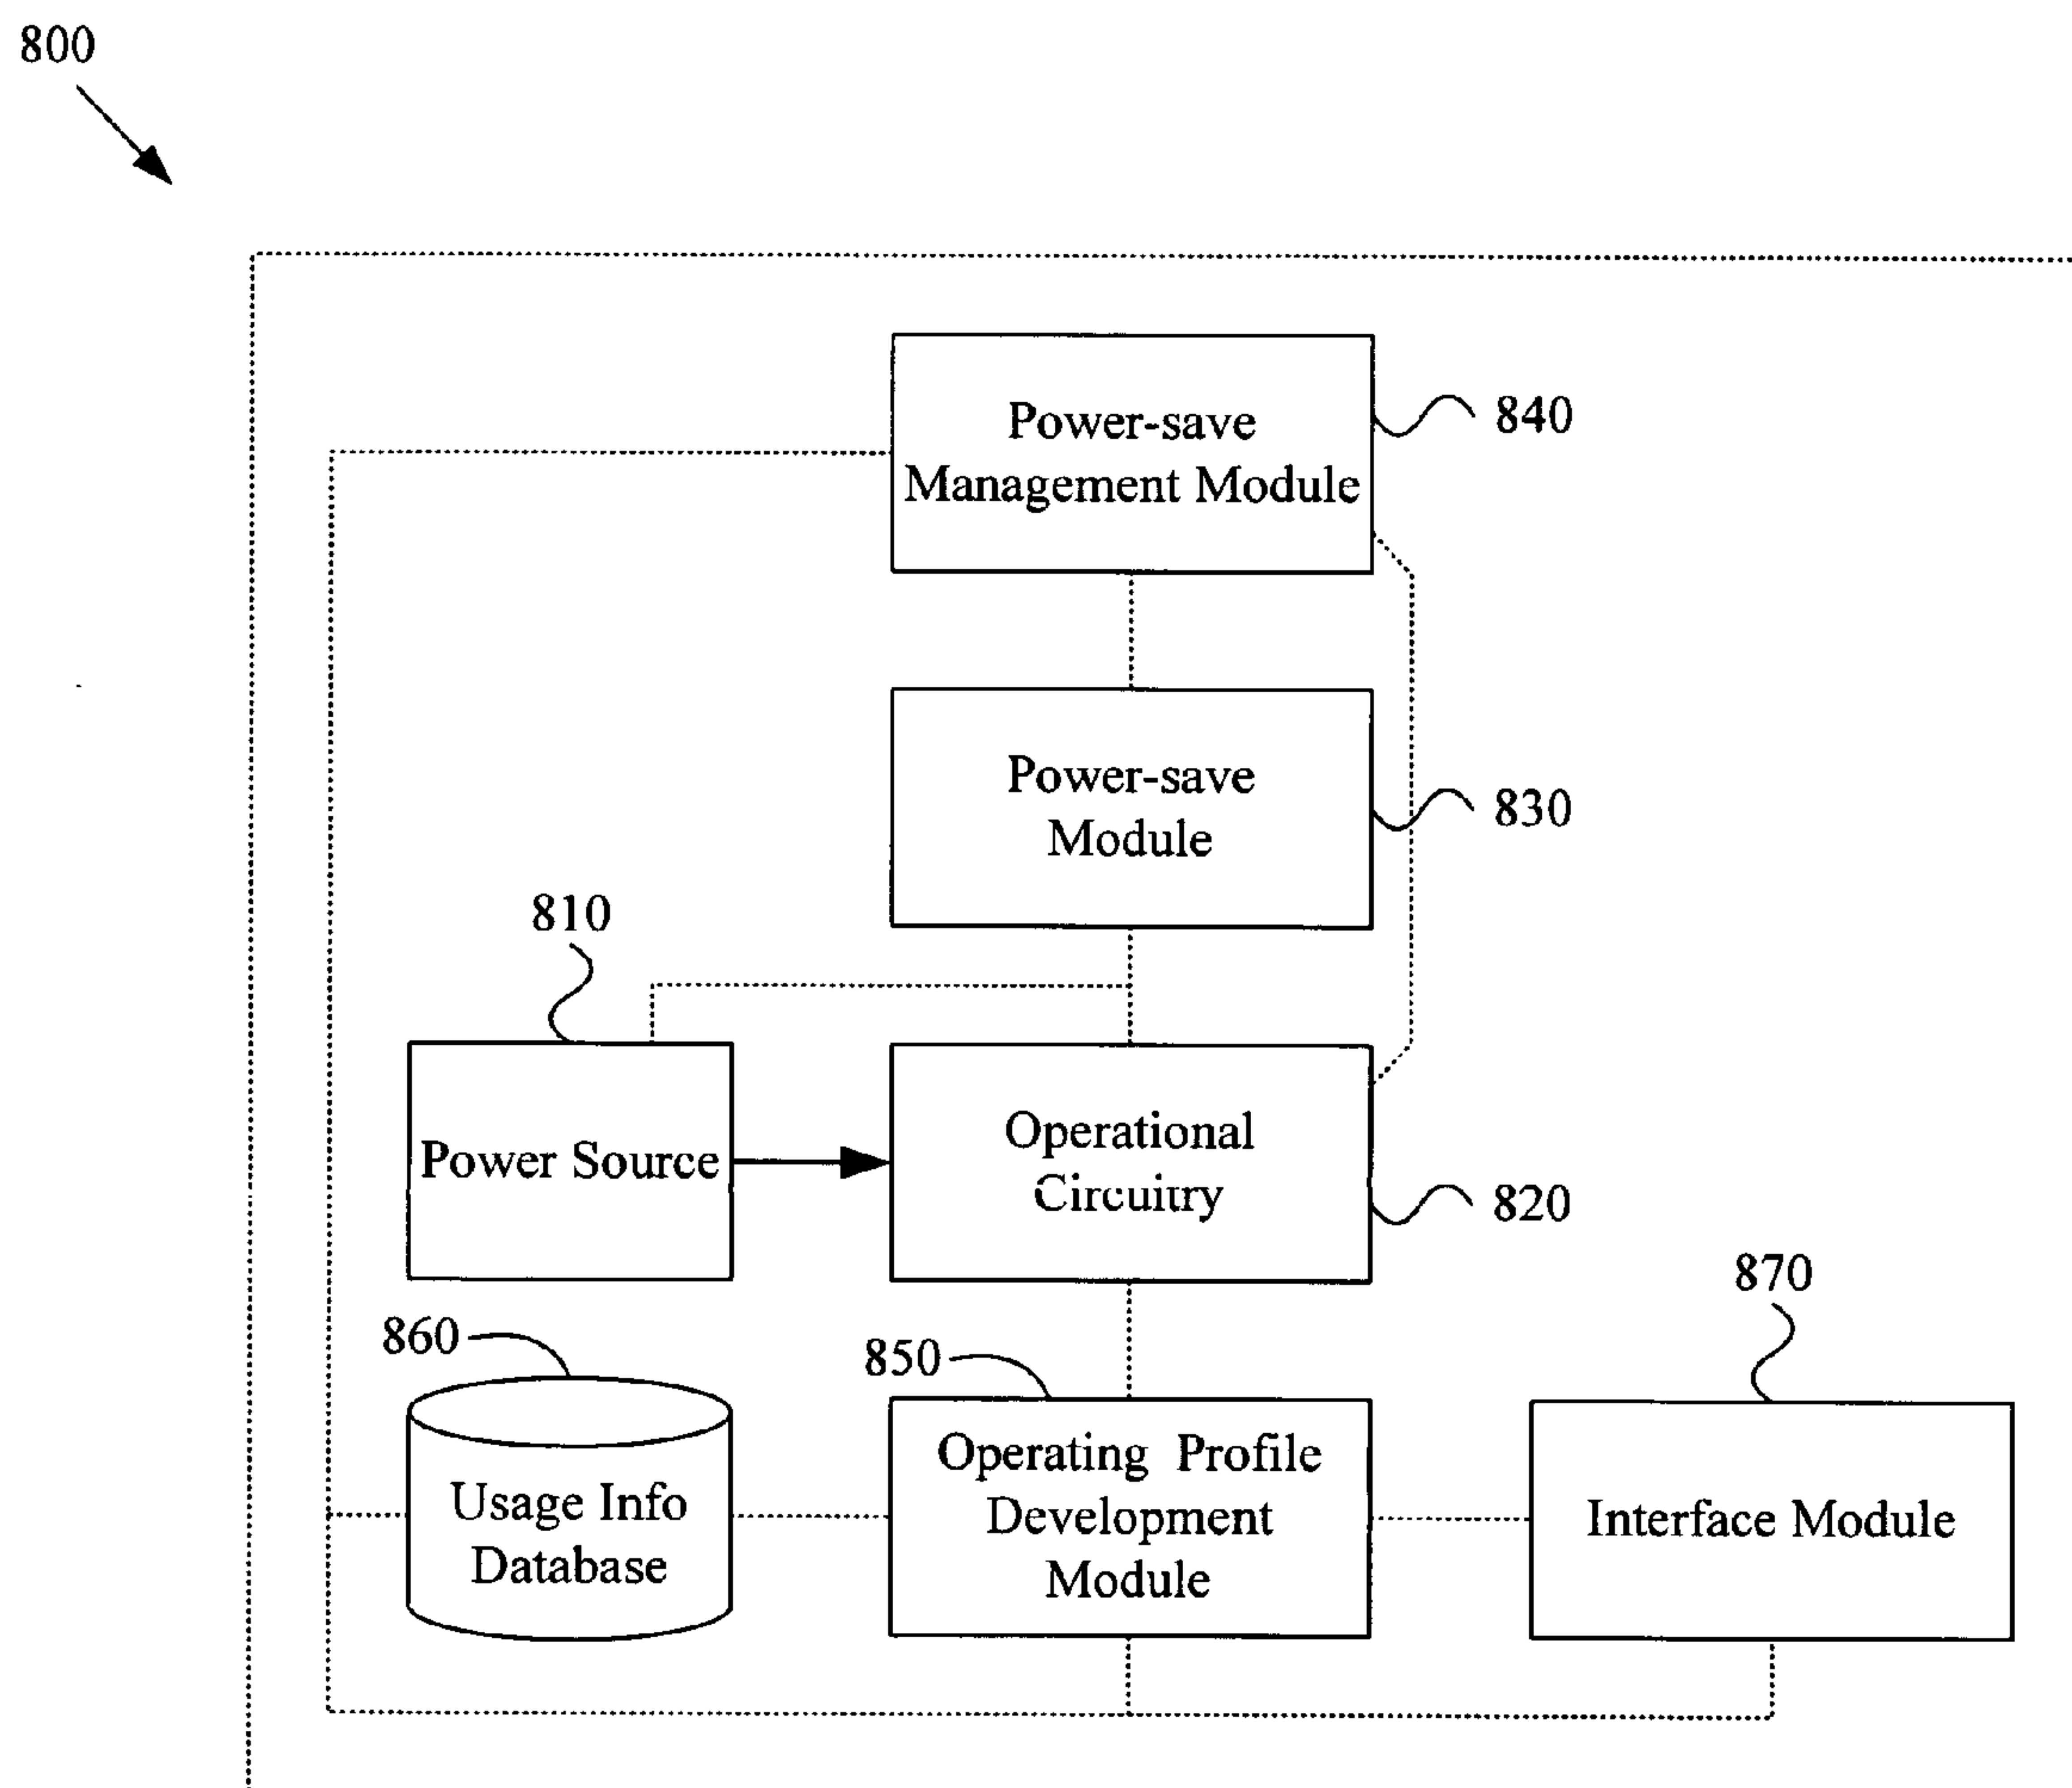 800
Power-save
Management Module
840
Power-save
Module
830
810
Power Source
Operational
Circuitry
820
870
860
850
Usage Info
Database
Operating Profile
Development
Module
Interface Module